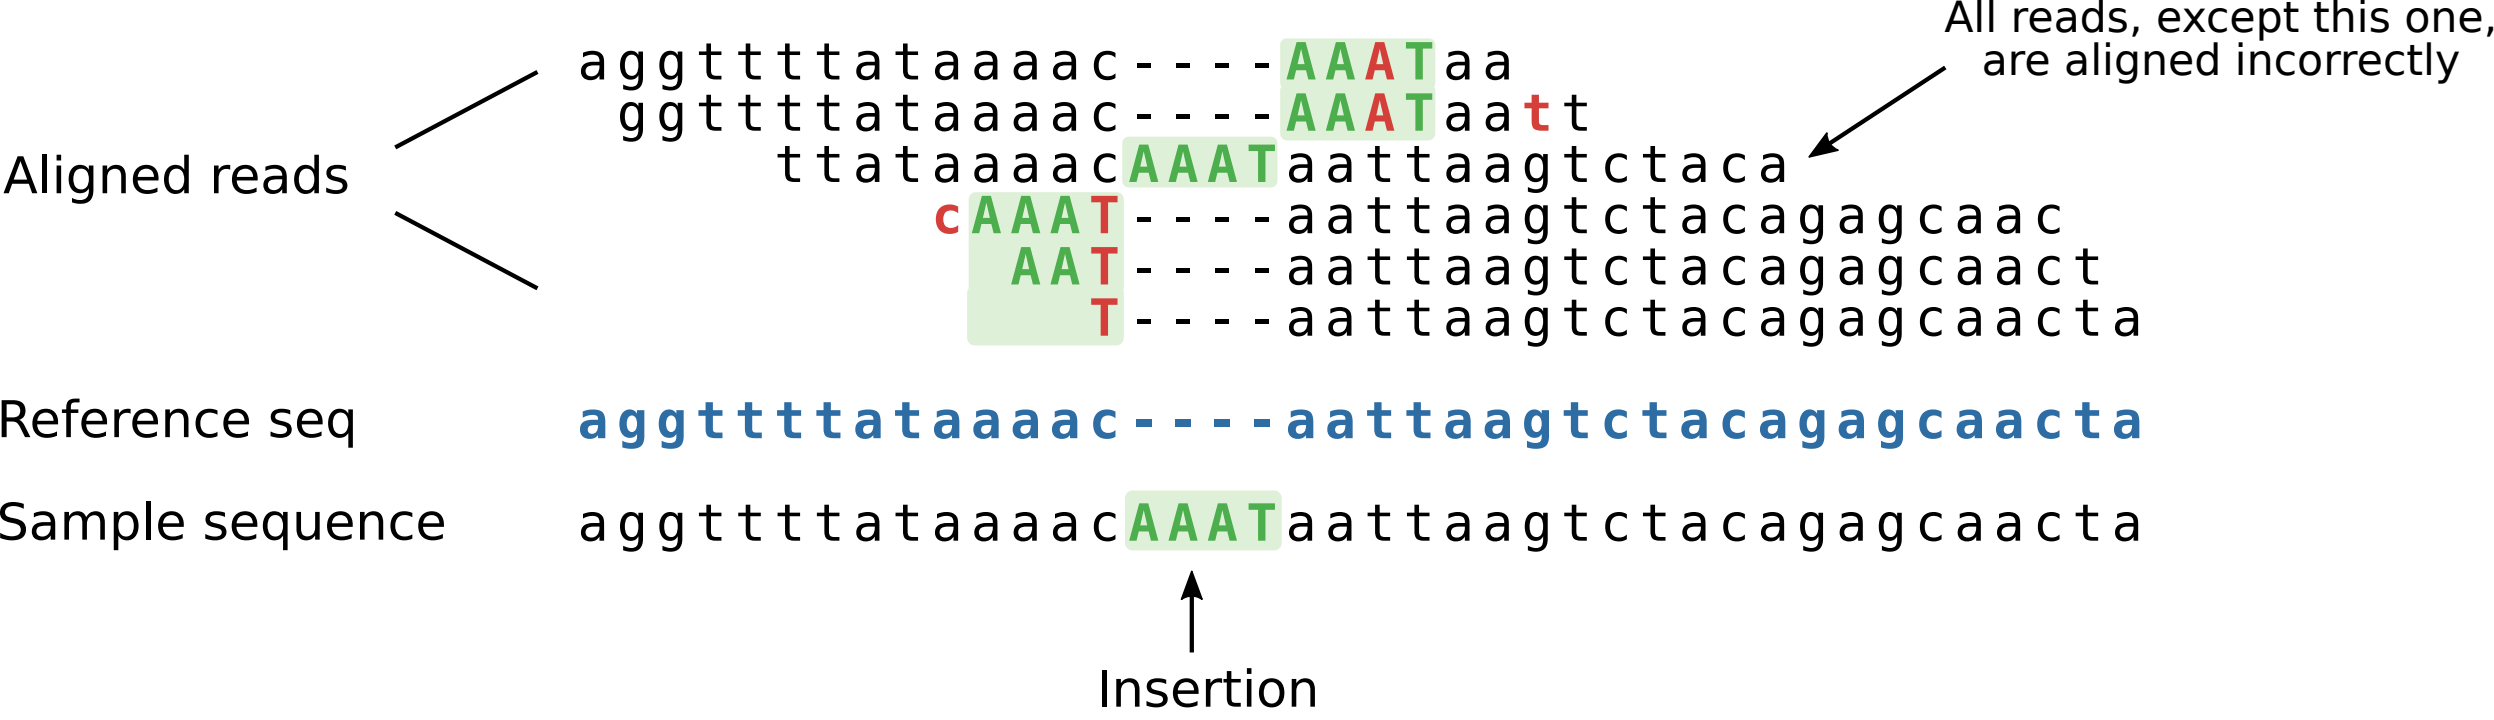 All reads, except this one,
are aligned incorrectly
aggttttataaaac----AAATaa
ggttttataaaac----AAATaatt
ttataaaacAAATaattaagtctaca
Aligned reads
cAAAT----aattaagtctacagagcaac
AAT----aattaagtctacagagcaact
T----aattaagtctacagagcaacta
Reference seq aggttttataaaac----aattaagtctacagagcaacta
Sample sequence aggttttataaaacAAATaattaagtctacagagcaacta
Insertion